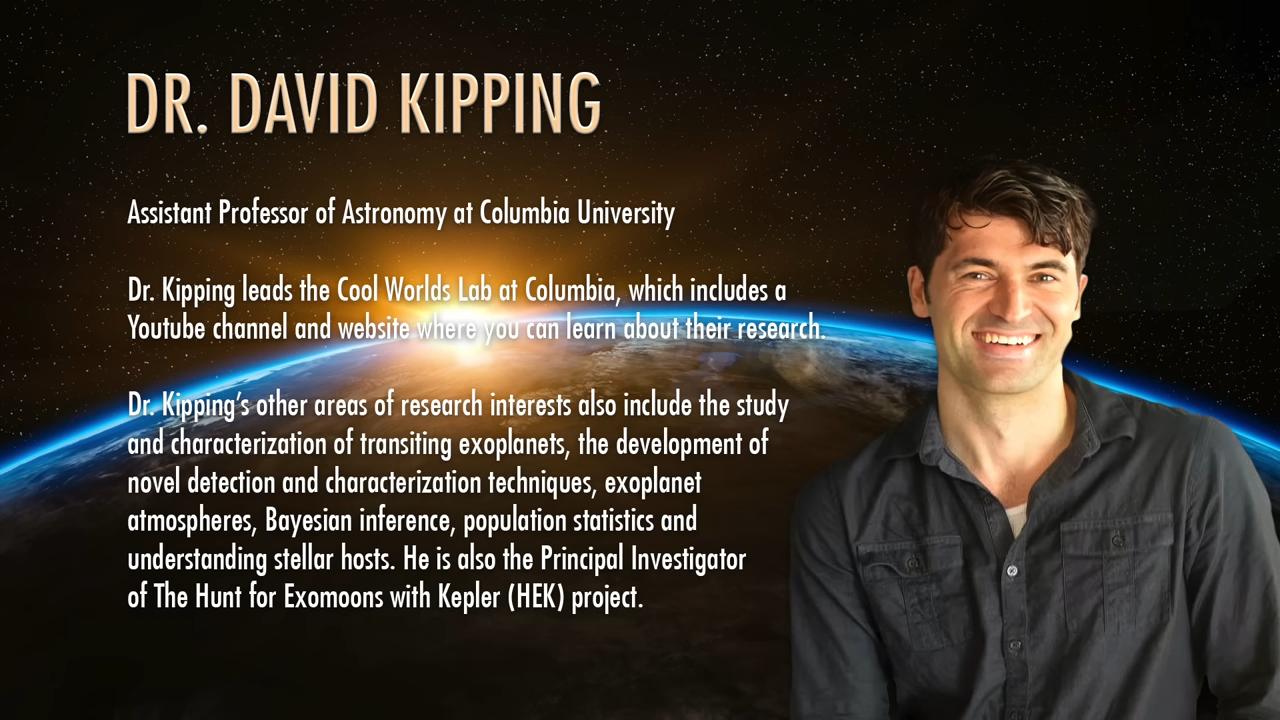 DR. DAVID KIPPING
Assistant Professor of Astronomy at Columbia University
Dr. Kipping leads the Cool Worlds Lab at Columbia, which includes a
Youtube channel and website where you can learn about their research.
Dr. Kipping’s other areas of research interests also include the study
and characterization of transiting exoplanets, the development of
novel detection and characterization techniques, exoplanet
atmospheres, Bayesian inference, population statistics and
understanding stellar hosts. He is also the Principal Investigator
of The Hunt for Exomoons with Kepler (HEK) project.